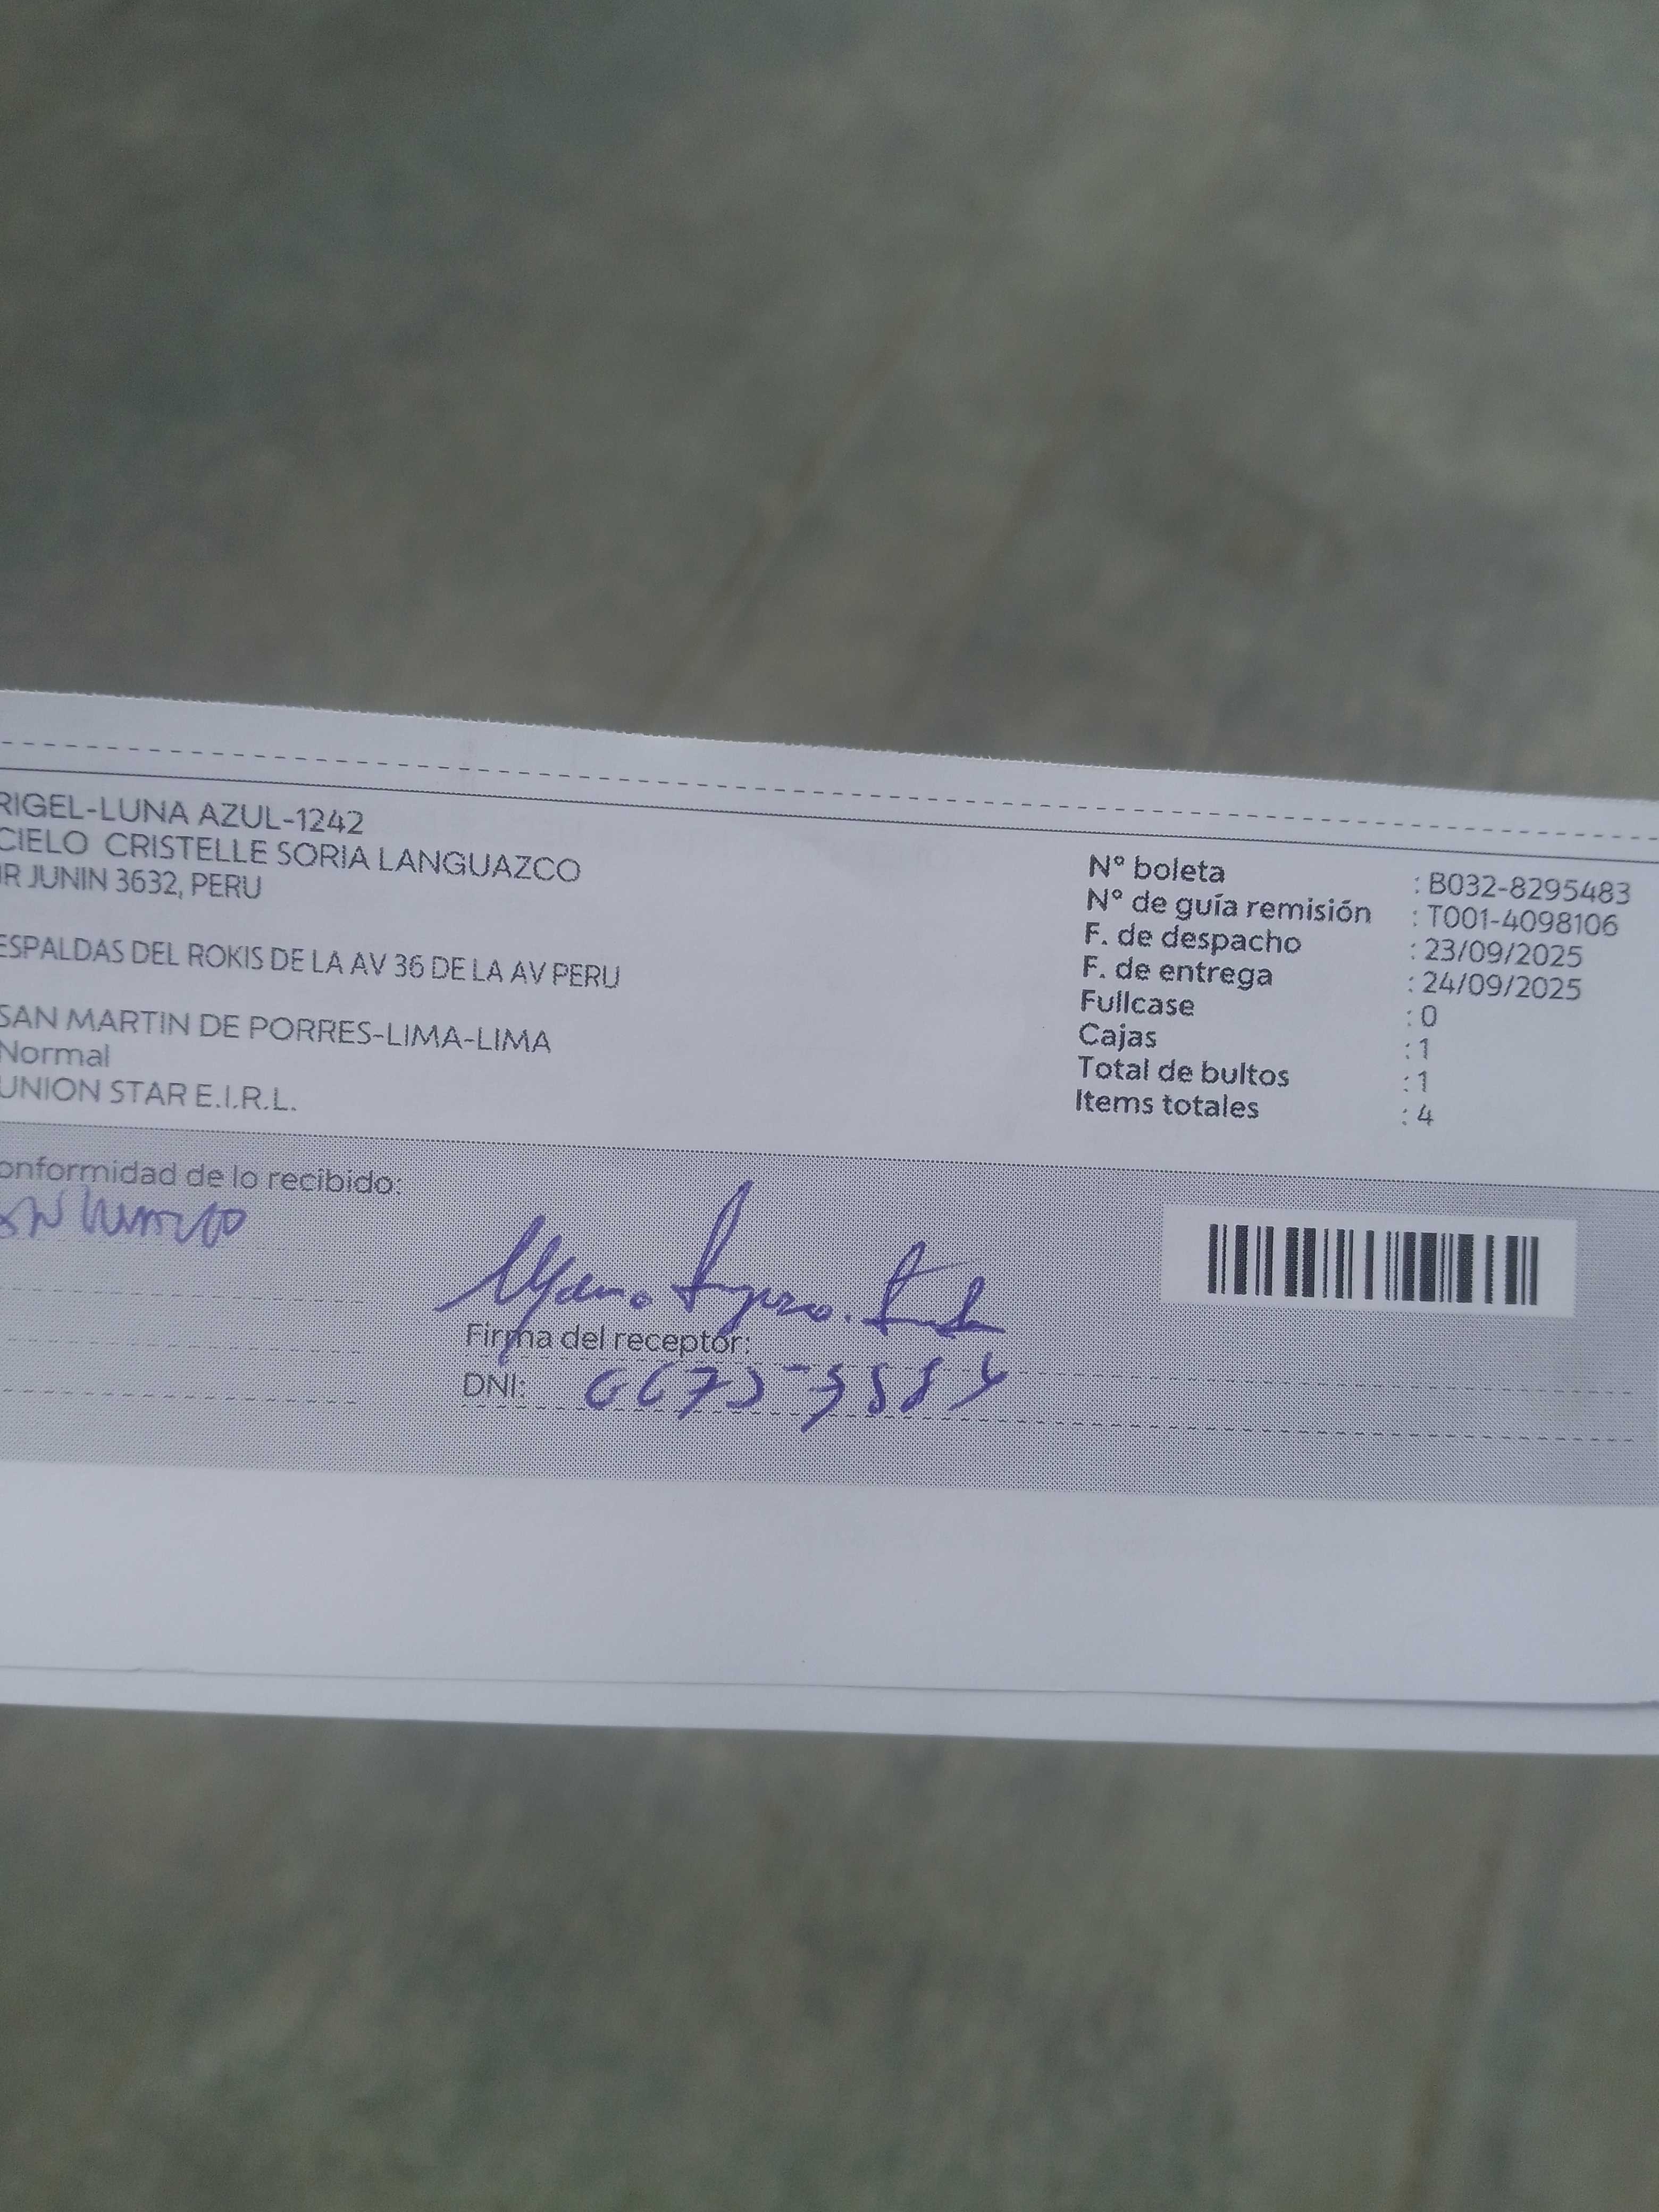 RIGEL-LUNA AZUL-1242
CIELO CRISTELLE SORIA LANGUAZCO
JR JUNIN 3632, PERU
ESPALDAS DEL ROKIS DE LA AV 36 DE LA AV PERU
SAN MARTIN DE PORRES-LIMA-LIMA
Normal
UNION STAR E.I.R.L.
N° boleta : B032-8295483
N° de guía remisión : T001-4098106
F. de despacho : 23/09/2025
F. de entrega : 24/09/2025
Fullcase : 0
Cajas : 1
Total de bultos : 1
Items totales : 4
onformidad de lo recibido:
Firma del receptor:
DNI: